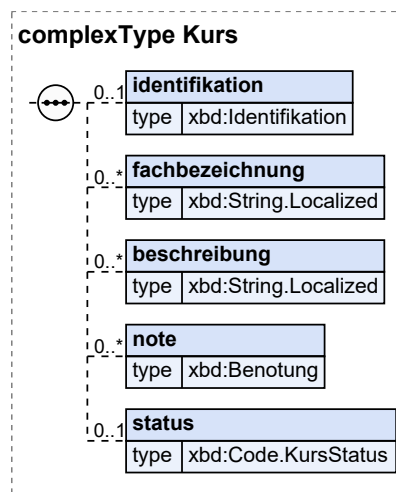 complexType Kurs
0..1 identifikation
type xbd:Identifikation
0..* fachbezeichnung
type xbd:String.Localized
0..* beschreibung
type xbd:String.Localized
0..* note
type xbd:Benotung
0..1 status
type xbd:Code.KursStatus